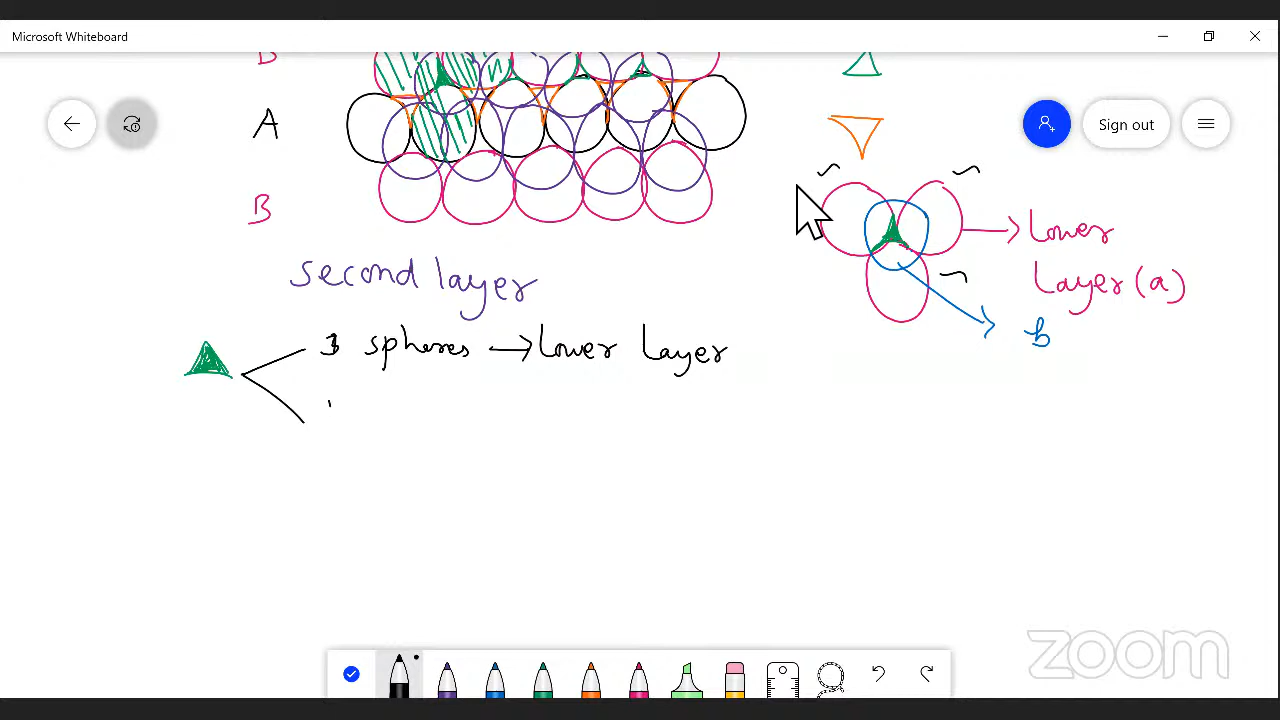 Microsoft Whiteboard
A
Sign out
B
Lower
Layer (a)
second layer
b
3 spheres → Lower Layer
zoom